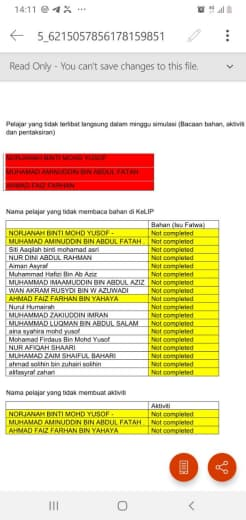 14:11
5_6215057856178159851
Read Only - You can't save changes to this file.
Pelajar yang tidak terlibat langsung dalam minggu simulasi (Bacaan bahan, aktiviti
dan pentaksiran)
NORJANAH BINTI MOHD YUSOF
MUHAMAD AMINUDDIN BIN ABDUL FATAH
AHMAD FAIZ FARHAN
Nama pelajar yang tidak membaca bahan di KeLIP
Bahan (Isu Fatwa)
NORJANAH BINTI MOHD YUSOF - Not completed
MUHAMAD AMINUDDIN BIN ABDUL FATAH Not completed
Siti Aaqilah binti mohamad asri Not completed
NUR DINI ABDUL RAHMAN Not completed
Aiman Asyraf Not completed
Muhammad Hafizi Bin Ab Aziz Not completed
MUHAMMAD IMAAMUDDIN BIN ABDUL AZIZ Not completed
WAN AKRAM RUSYDI BIN W AZUWADI Not completed
AHMAD FAIZ FARHAN BIN YAHAYA Not completed
Nurul Humairah Not completed
MUHAMMAD ZAKIUDDIN IMRAN Not completed
MUHAMMAD LUQMAN BIN ABDUL SALAM Not completed
aina syahira mohd yusof Not completed
Mohamad Firdaus Bin Mohd Yusof Not completed
NUR AFIQAH SHAARI Not completed
MUHAMAD ZAIM SHAIFUL BAHARI Not completed
ahmad solihin bin zuhairi solihin Not completed
alifasyraf zahari Not completed
Nama pelajar yang tidak membuat aktiviti
Aktiviti
NORJANAH BINTI MOHD YUSOF - Not completed
MUHAMAD AMINUDDIN BIN ABDUL FATAH Not completed
AHMAD FAIZ FARHAN BIN YAHAYA Not completed